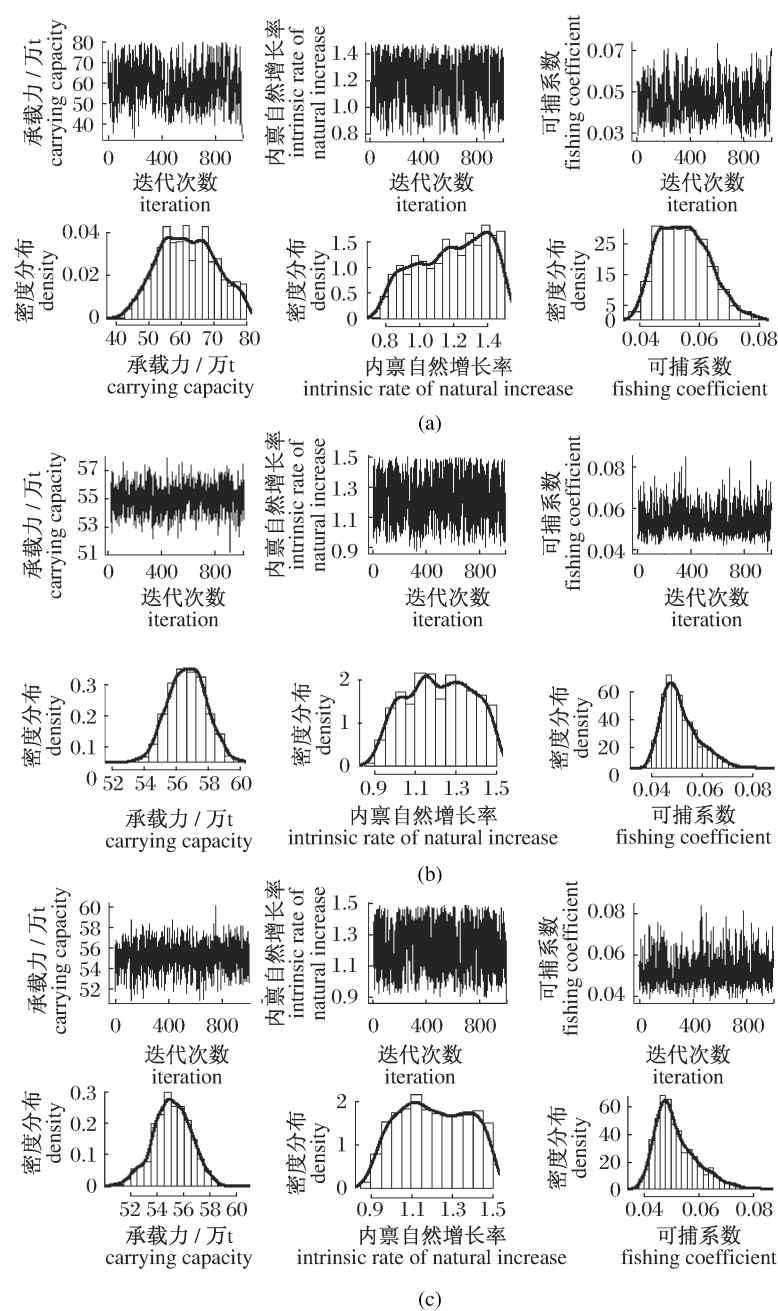 承载力 / 万t
carrying capacity
80
70
60
50
40
0 400 800
迭代次数
iteration
内禀自然增长率
intrinsic rate of
natural increase
1.4
1.2
1.0
0.8
0 400 800
迭代次数
iteration
可捕系数
fishing coefficient
0.07
0.05
0.03
0 400 800
迭代次数
iteration
密度分布
density
0.04
0.02
0
40 50 60 70 80
承载力 / 万t
carrying capacity
密度分布
density
1.5
1.0
0.5
0
0.8 1.0 1.2 1.4
内禀自然增长率
intrinsic rate of natural increase
密度分布
density
25
15
5
0
0.04 0.06 0.08
可捕系数
fishing coefficient
(a)
承载力 / 万t
carrying capacity
57
55
53
51
0 400 800
迭代次数
iteration
内禀自然增长率
intrinsic rate of
natural increase
1.5
1.3
1.1
0.9
0 400 800
迭代次数
iteration
可捕系数
fishing coefficient
0.08
0.06
0.04
0 400 800
迭代次数
iteration
密度分布
density
0.3
0.2
0.1
0
52 54 56 58 60
承载力 / 万t
carrying capacity
密度分布
density
2
1
0
0.9 1.1 1.3 1.5
内禀自然增长率
intrinsic rate of natural increase
密度分布
density
60
40
20
0
0.04 0.06 0.08
可捕系数
fishing coefficient
(b)
承载力 / 万t
carrying capacity
60
58
56
54
52
0 400 800
迭代次数
iteration
内禀自然增长率
intrinsic rate of
natural increase
1.5
1.3
1.1
0.9
0 400 800
迭代次数
iteration
可捕系数
fishing coefficient
0.08
0.06
0.04
0 400 800
迭代次数
iteration
密度分布
density
0.3
0.2
0.1
0
52 54 56 58 60
承载力 / 万t
carrying capacity
密度分布
density
2
1
0
0.9 1.1 1.3 1.5
内禀自然增长率
intrinsic rate of natural increase
密度分布
density
60
40
20
0
0.04 0.06 0.08
可捕系数
fishing coefficient
(c)